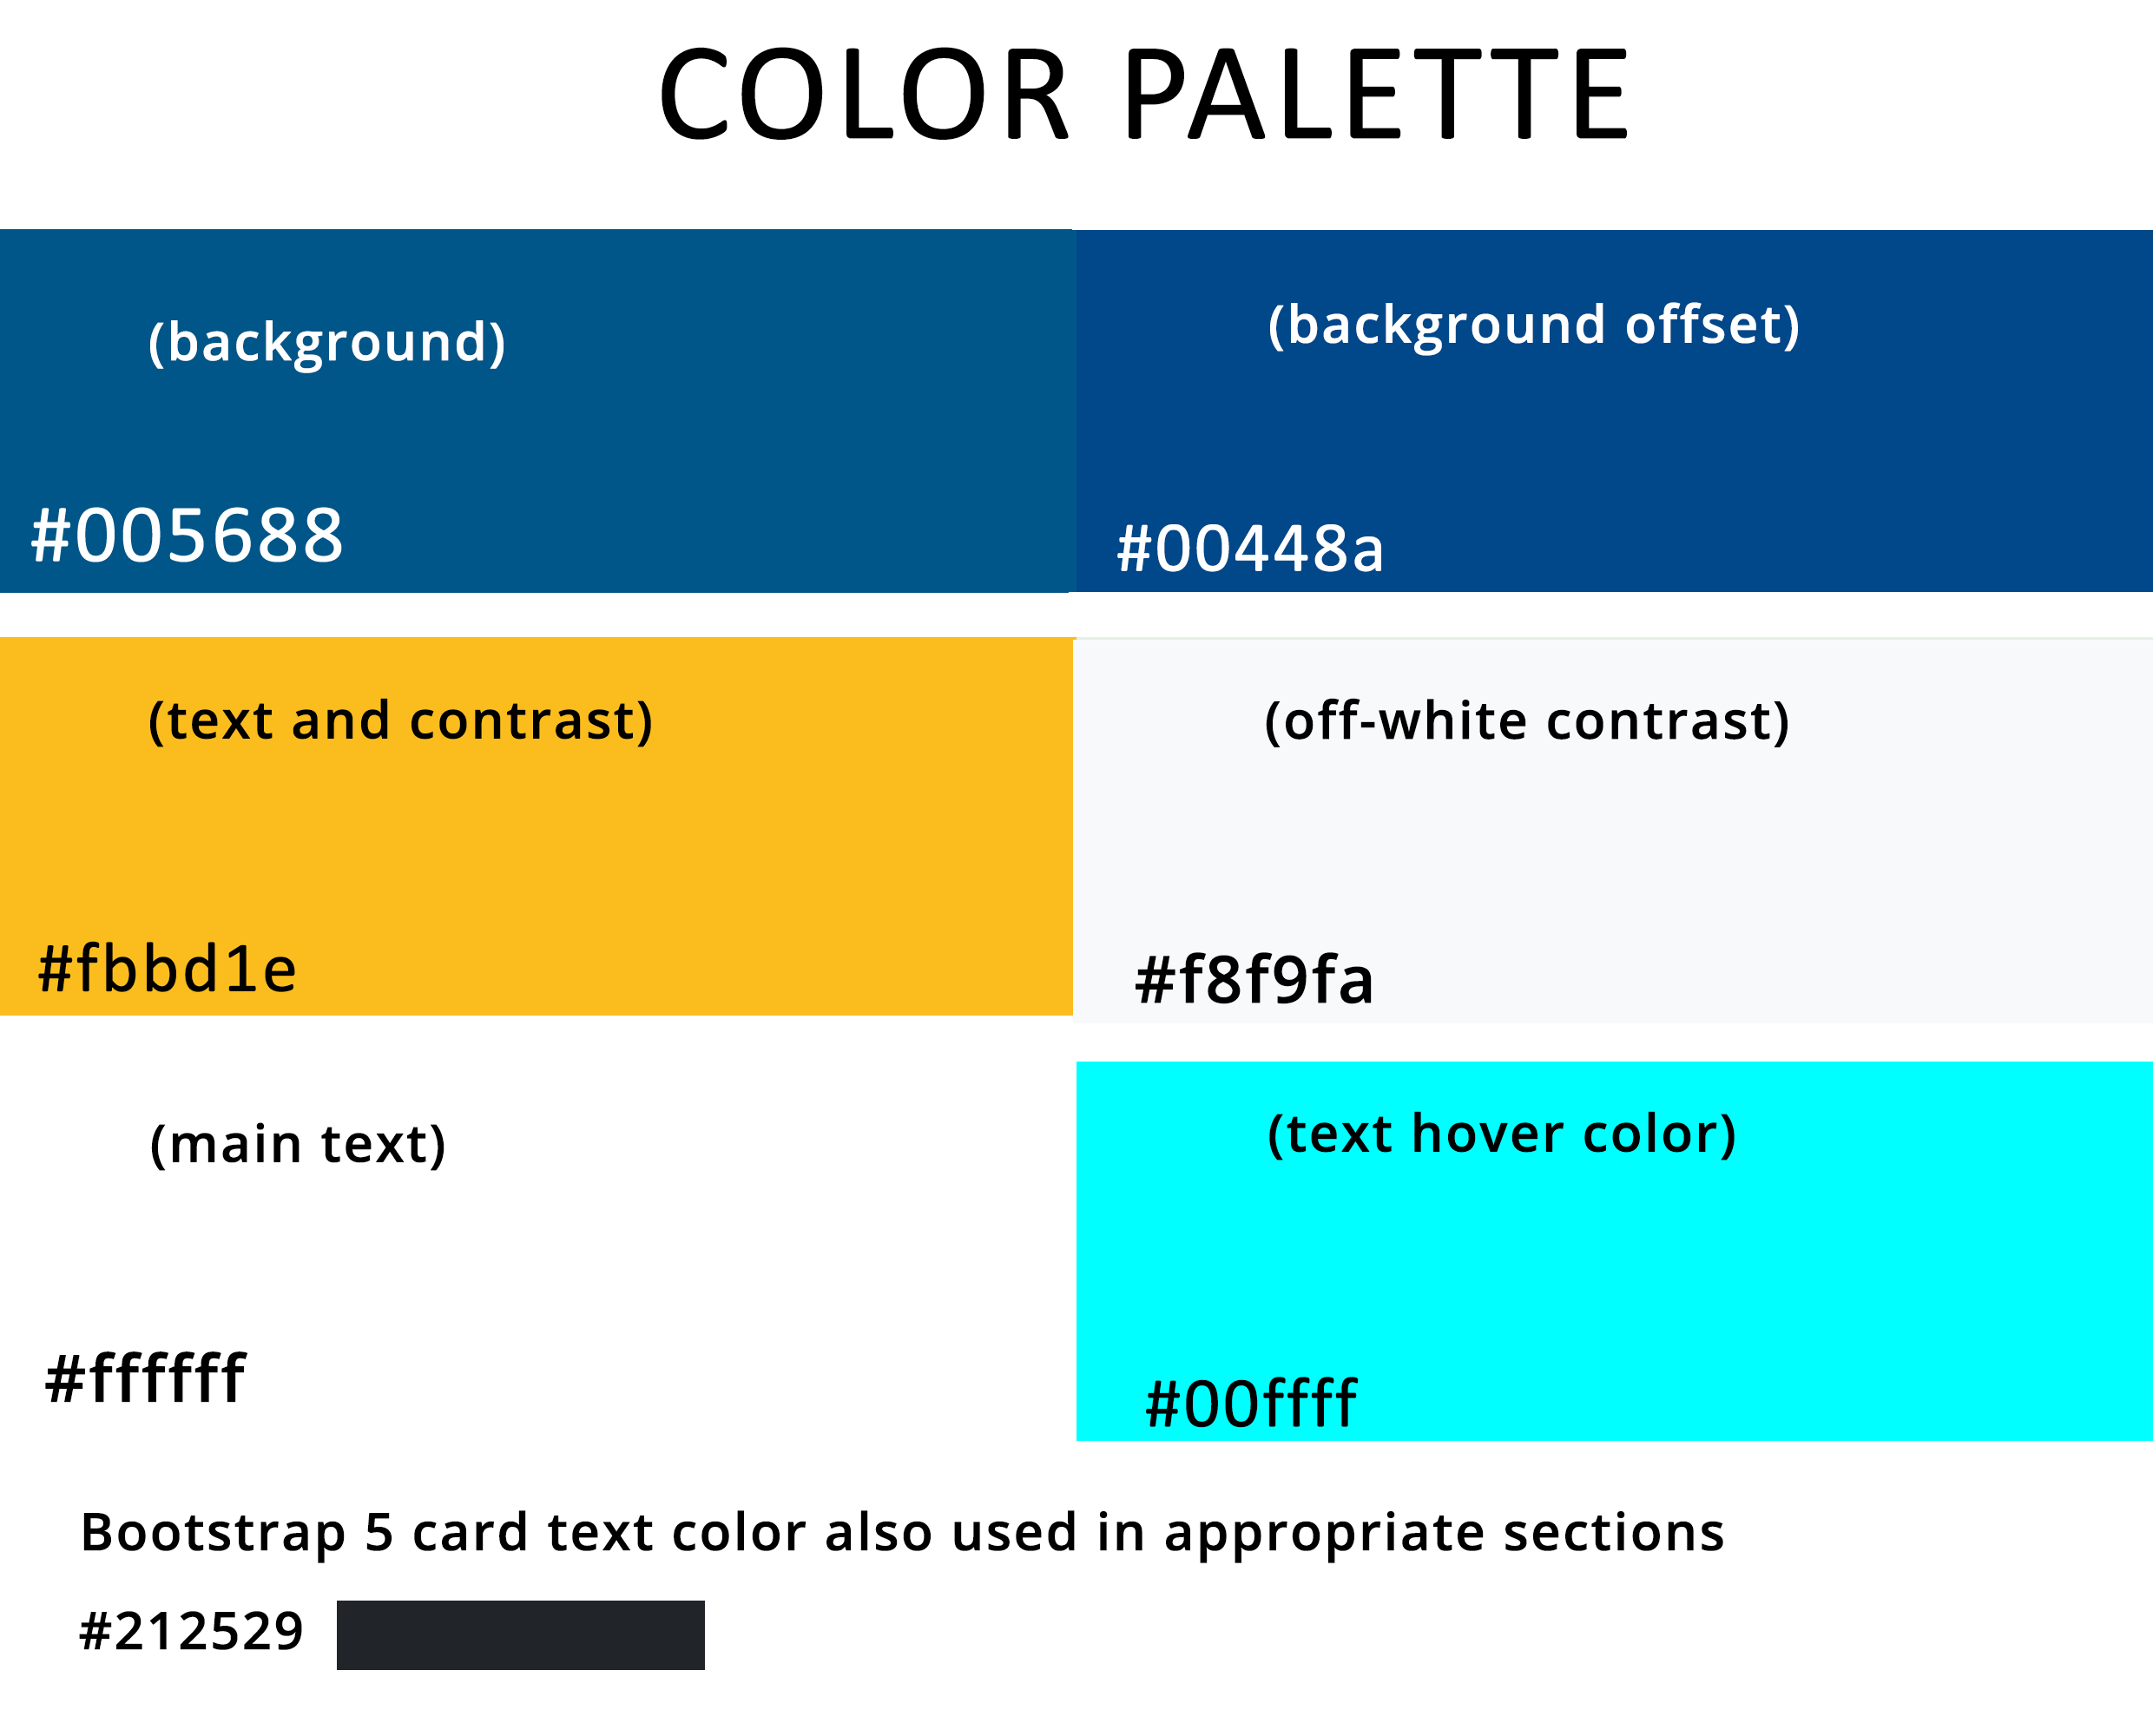 COLOR PALETTE
(background)
(background offset)
#005688
#00448a
(text and contrast)
(off-white contrast)
#fbbd1e
#f8f9fa
(main text)
(text hover color)
#ffffff
#00ffff
Bootstrap 5 card text color also used in appropriate sections
#212529